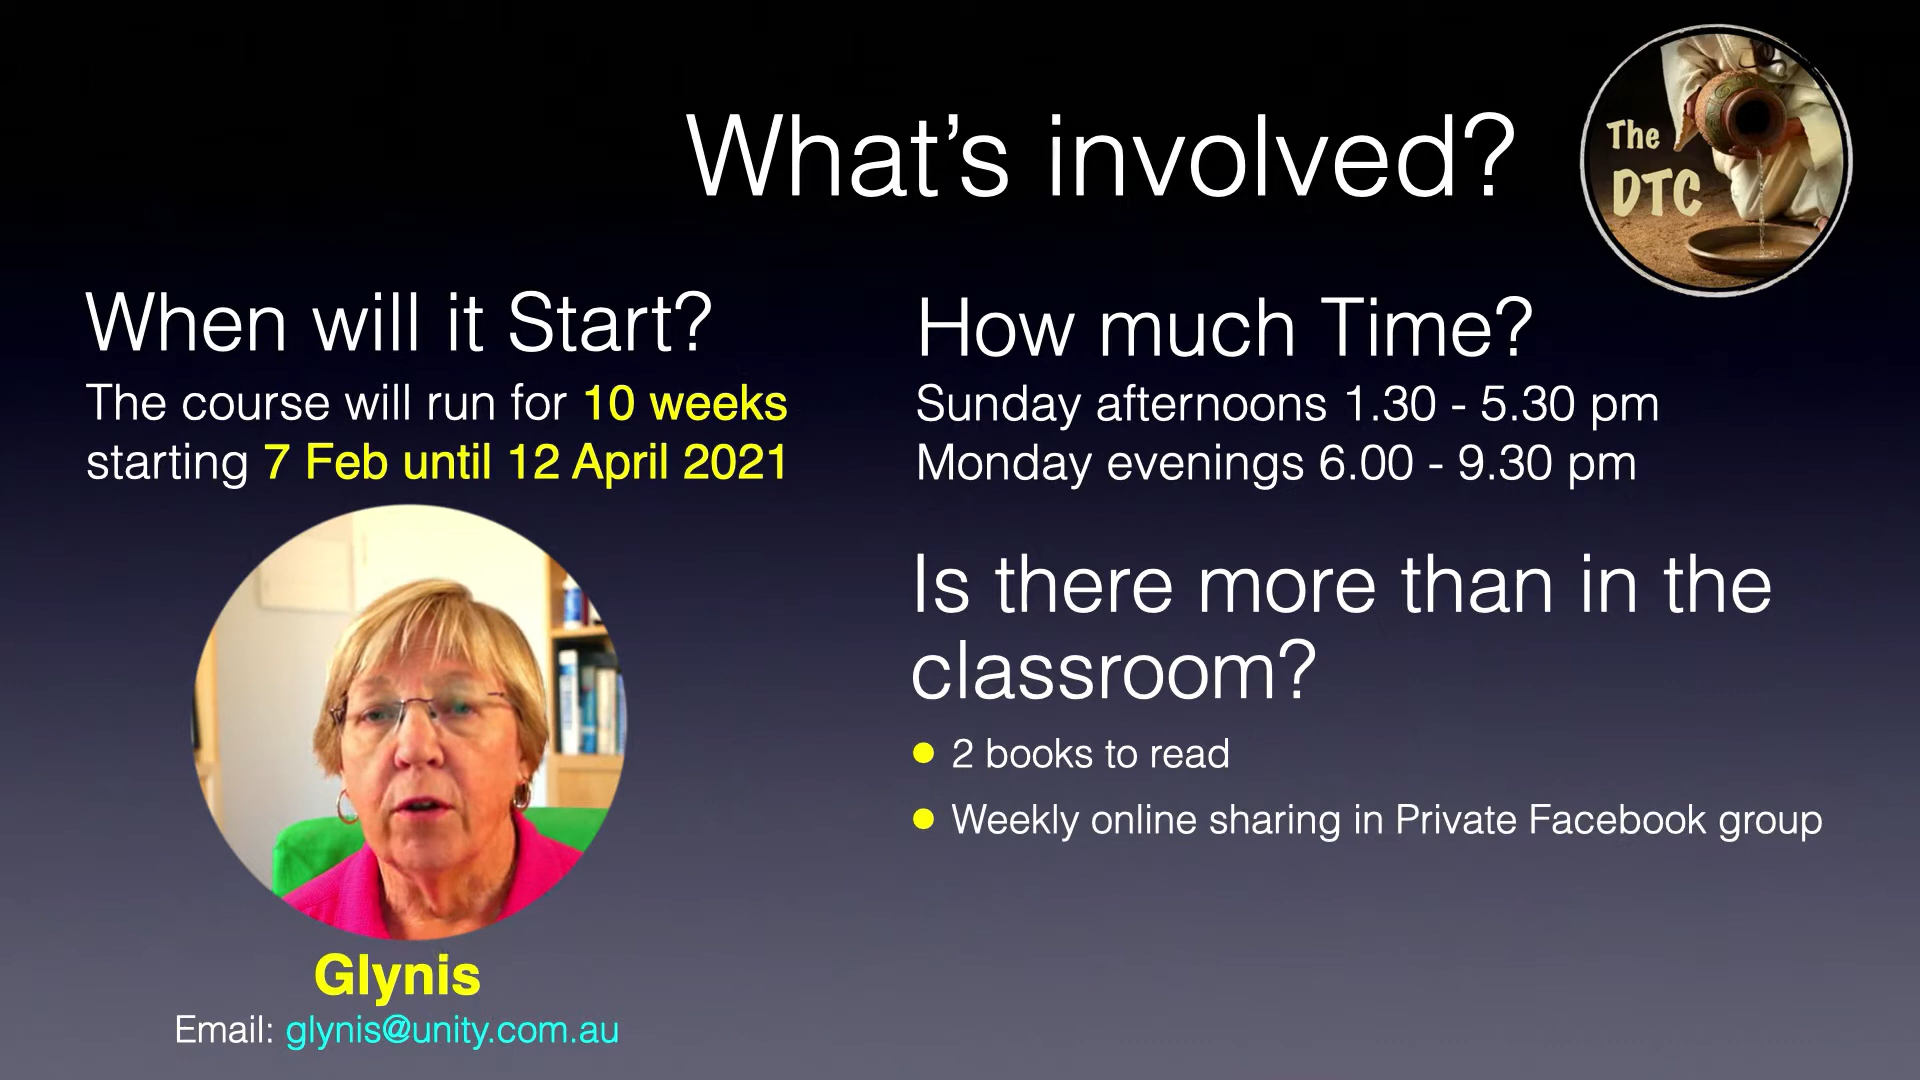 What's involved?
The
DTC
When will it Start?
The course will run for 10 weeks
starting 7 Feb until 12 April 2021
How much Time?
Sunday afternoons 1.30 - 5.30 pm
Monday evenings 6.00 - 9.30 pm
Is there more than in the
classroom?
2 books to read
Weekly online sharing in Private Facebook group
Glynis
Email: glynis@unity.com.au